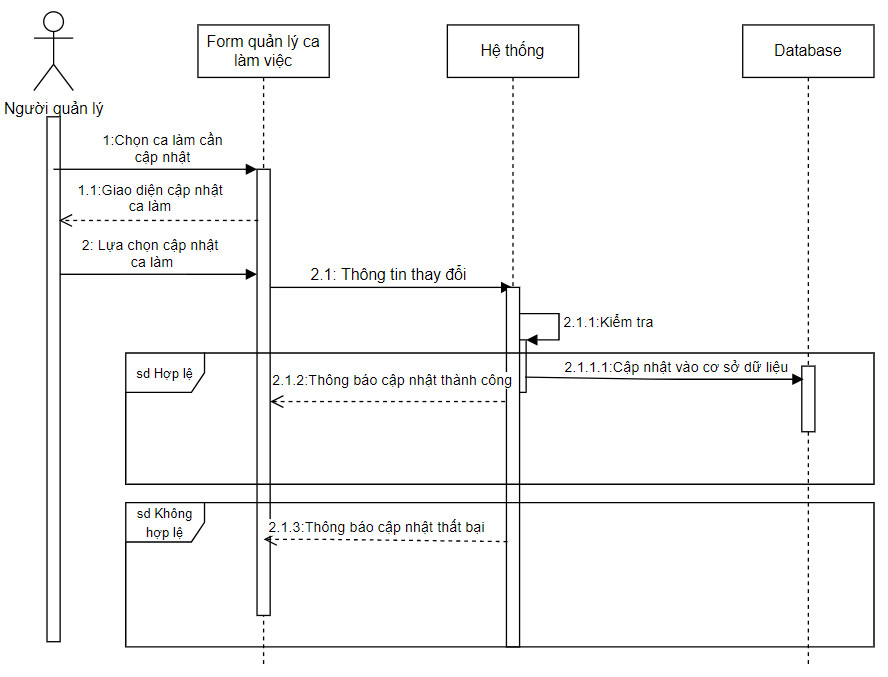 Form quản lý ca
làm việc
Hệ thống
Database
Người quản lý
1:Chọn ca làm cần
cập nhật
1.1:Giao diện cập nhật
ca làm
2: Lựa chọn cập nhật
ca làm
2.1: Thông tin thay đổi
2.1.1:Kiểm tra
sd Hợp lệ
2.1.1.1:Cập nhật vào cơ sở dữ liệu
2.1.2:Thông báo cập nhật thành công
sd Không
hợp lệ
2.1.3:Thông báo cập nhật thất bại